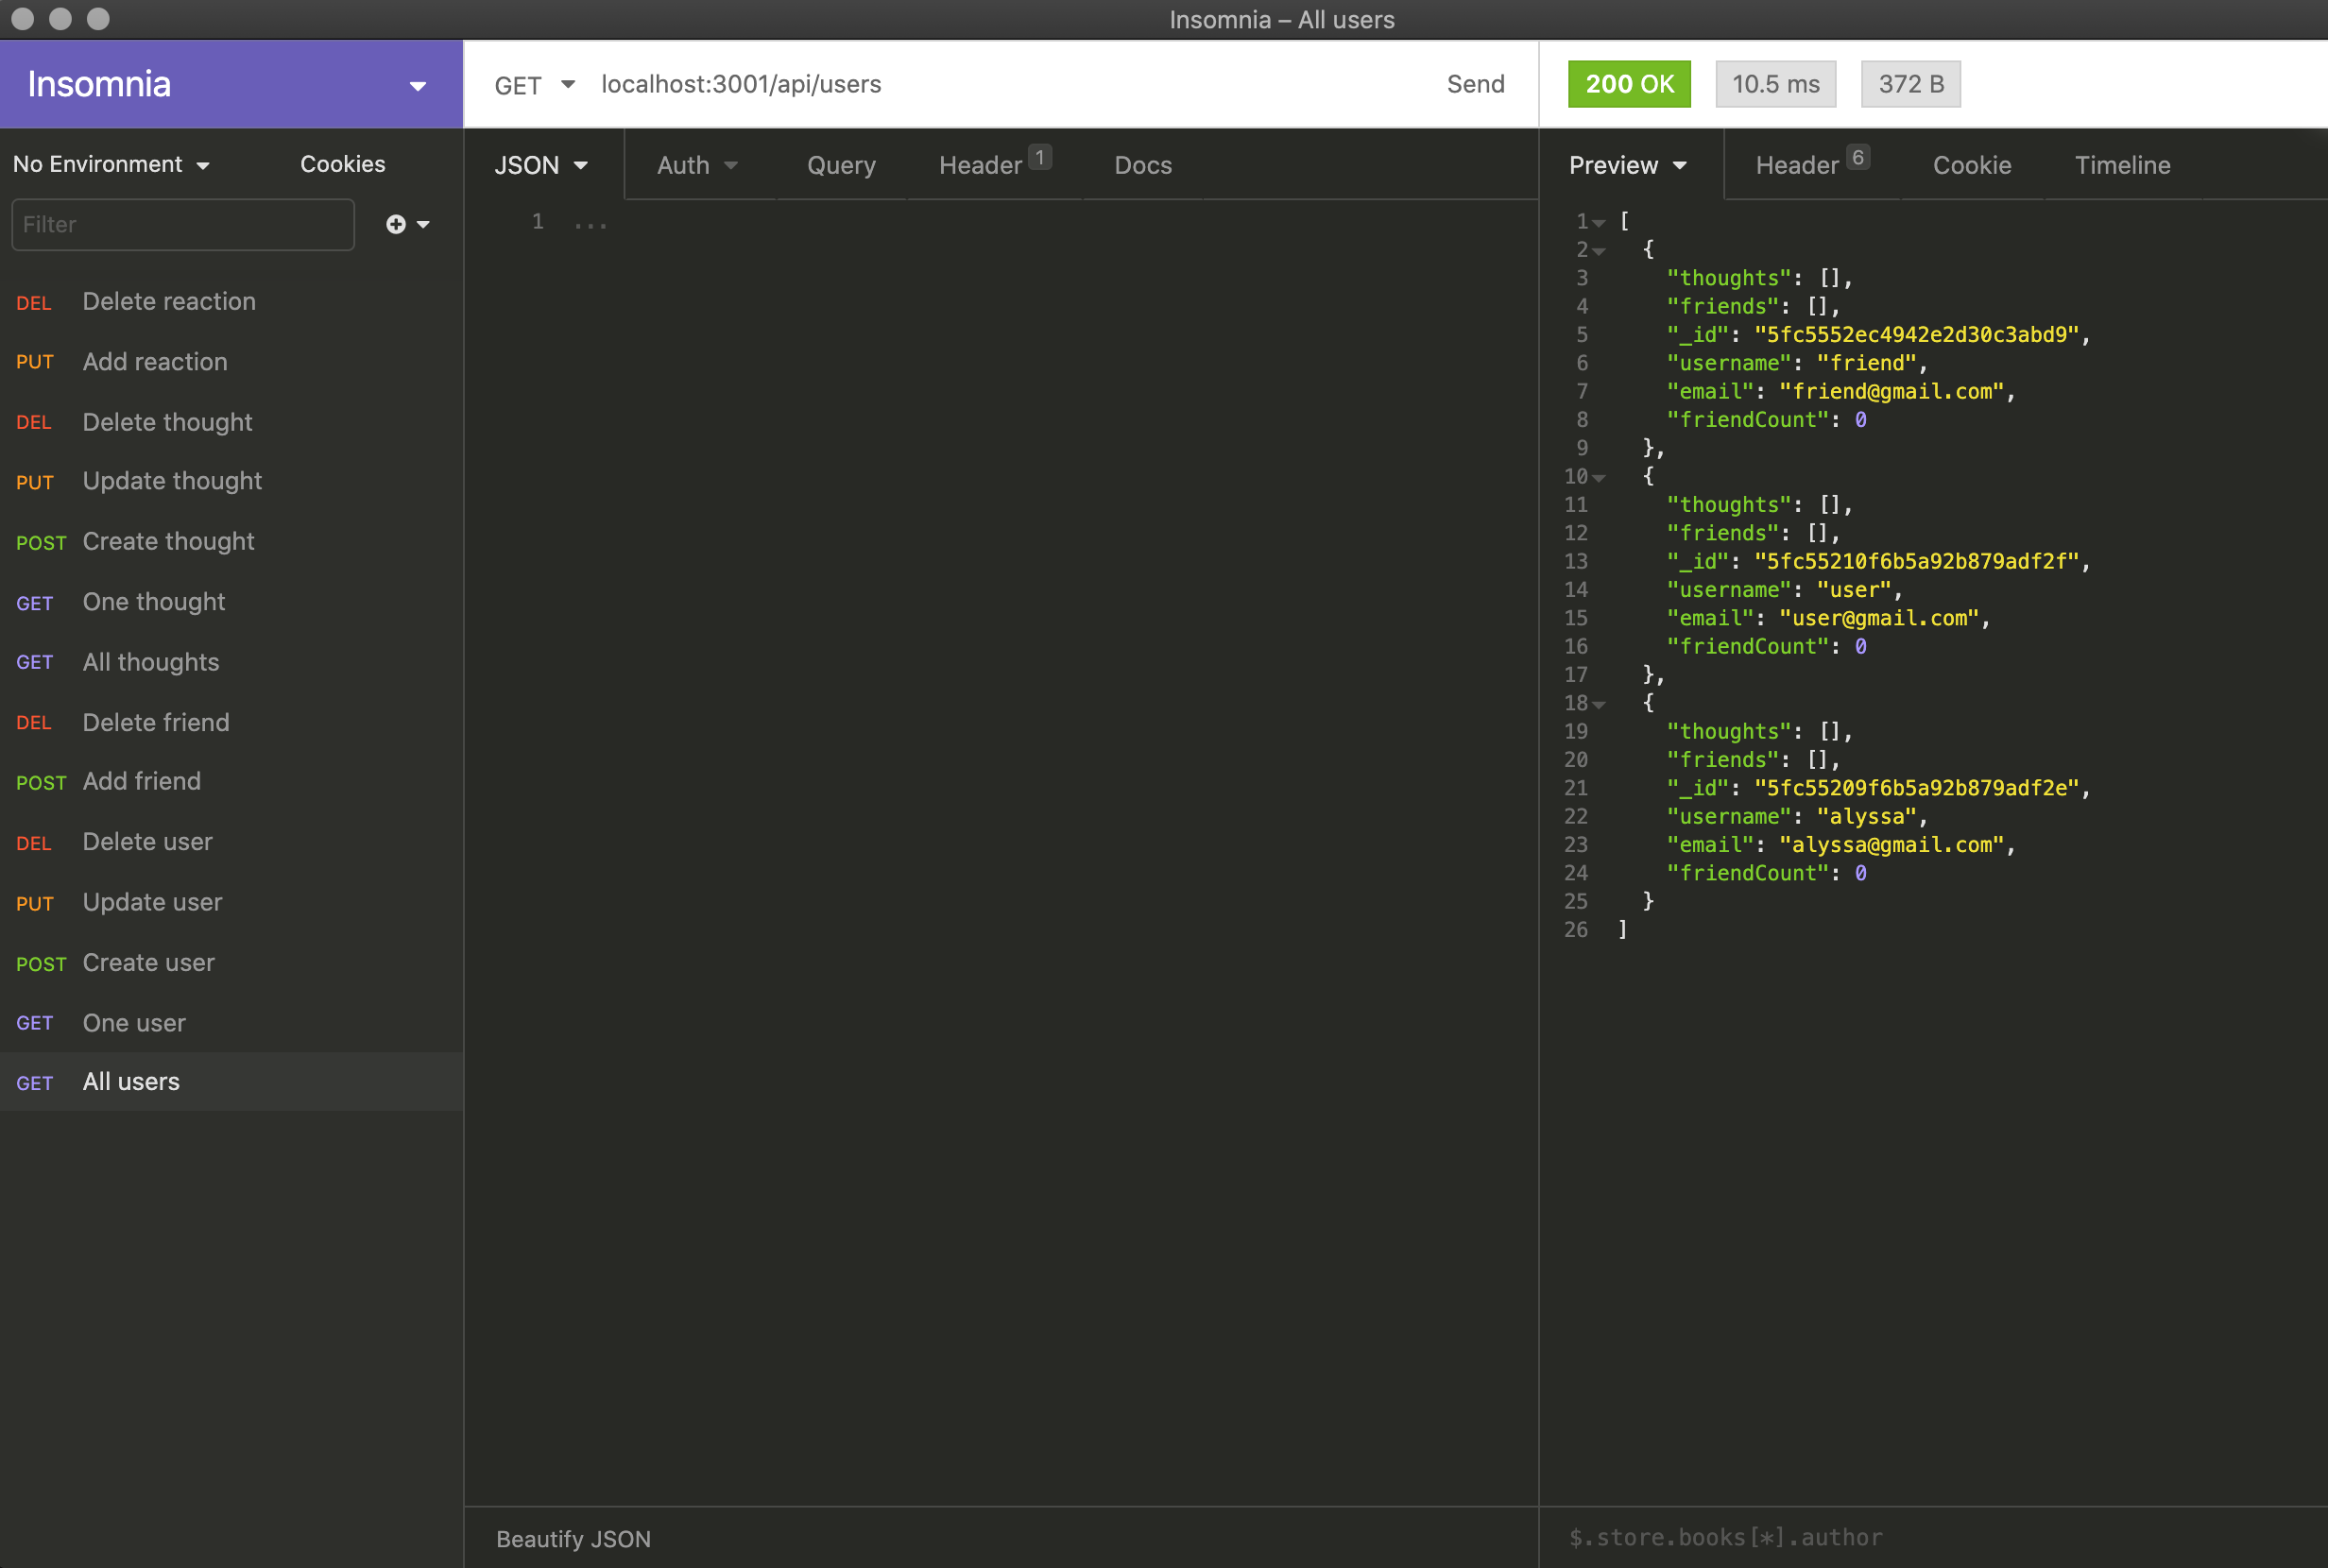 Insomnia – All users
Insomnia
GET localhost:3001/api/users Send
200 OK 10.5 ms 372 B
No Environment Cookies
Filter
DEL Delete reaction
PUT Add reaction
DEL Delete thought
PUT Update thought
POST Create thought
GET One thought
GET All thoughts
DEL Delete friend
POST Add friend
DEL Delete user
PUT Update user
POST Create user
GET One user
GET All users
JSON Auth Query Header 1 Docs
1 ...
Beautify JSON
Preview Header 6 Cookie Timeline
1 [
2 {
3 "thoughts": [],
4 "friends": [],
5 "_id": "5fc5552ec4942e2d30c3abd9",
6 "username": "friend",
7 "email": "friend@gmail.com",
8 "friendCount": 0
9 },
10 {
11 "thoughts": [],
12 "friends": [],
13 "_id": "5fc55210f6b5a92b879adf2f",
14 "username": "user",
15 "email": "user@gmail.com",
16 "friendCount": 0
17 },
18 {
19 "thoughts": [],
20 "friends": [],
21 "_id": "5fc55209f6b5a92b879adf2e",
22 "username": "alyssa",
23 "email": "alyssa@gmail.com",
24 "friendCount": 0
25 }
26 ]
$.store.books[*].author